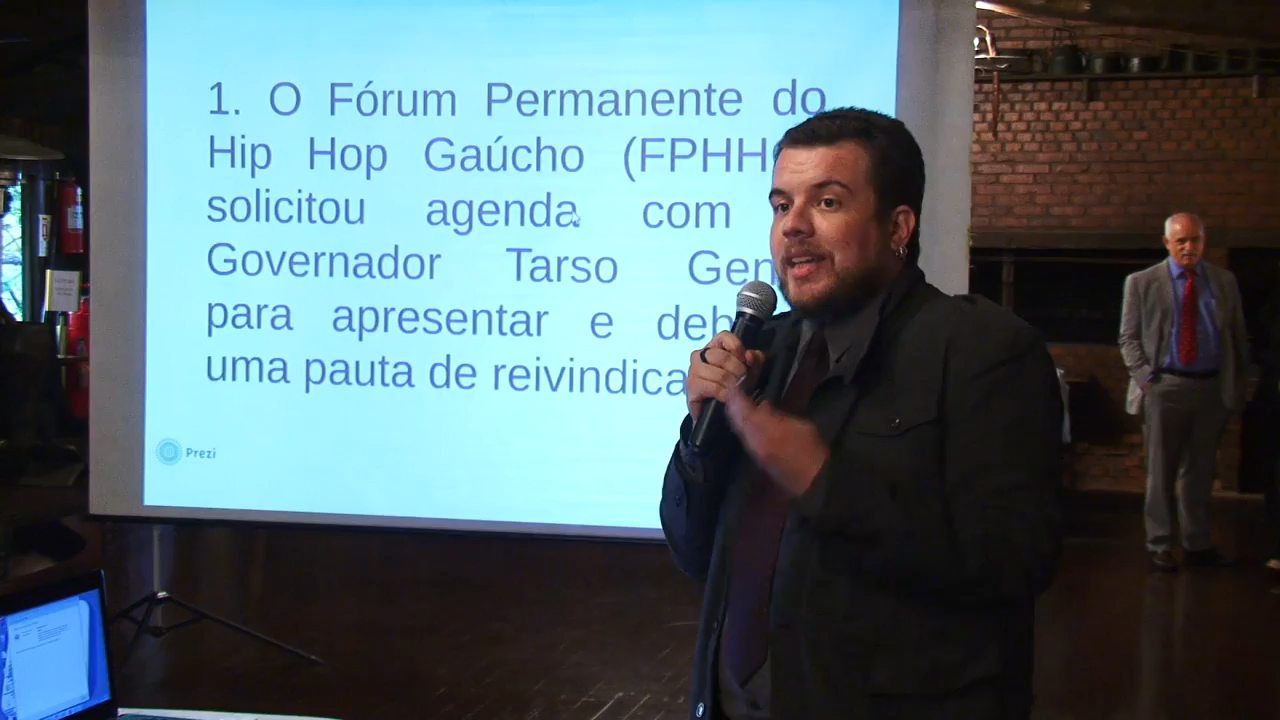 1. O Fórum Permanente do
Hip Hop Gaúcho (FPHH
solicitou agenda com
Governador Tarso Gen
para apresentar e deb
uma pauta de reivindica
Prezi